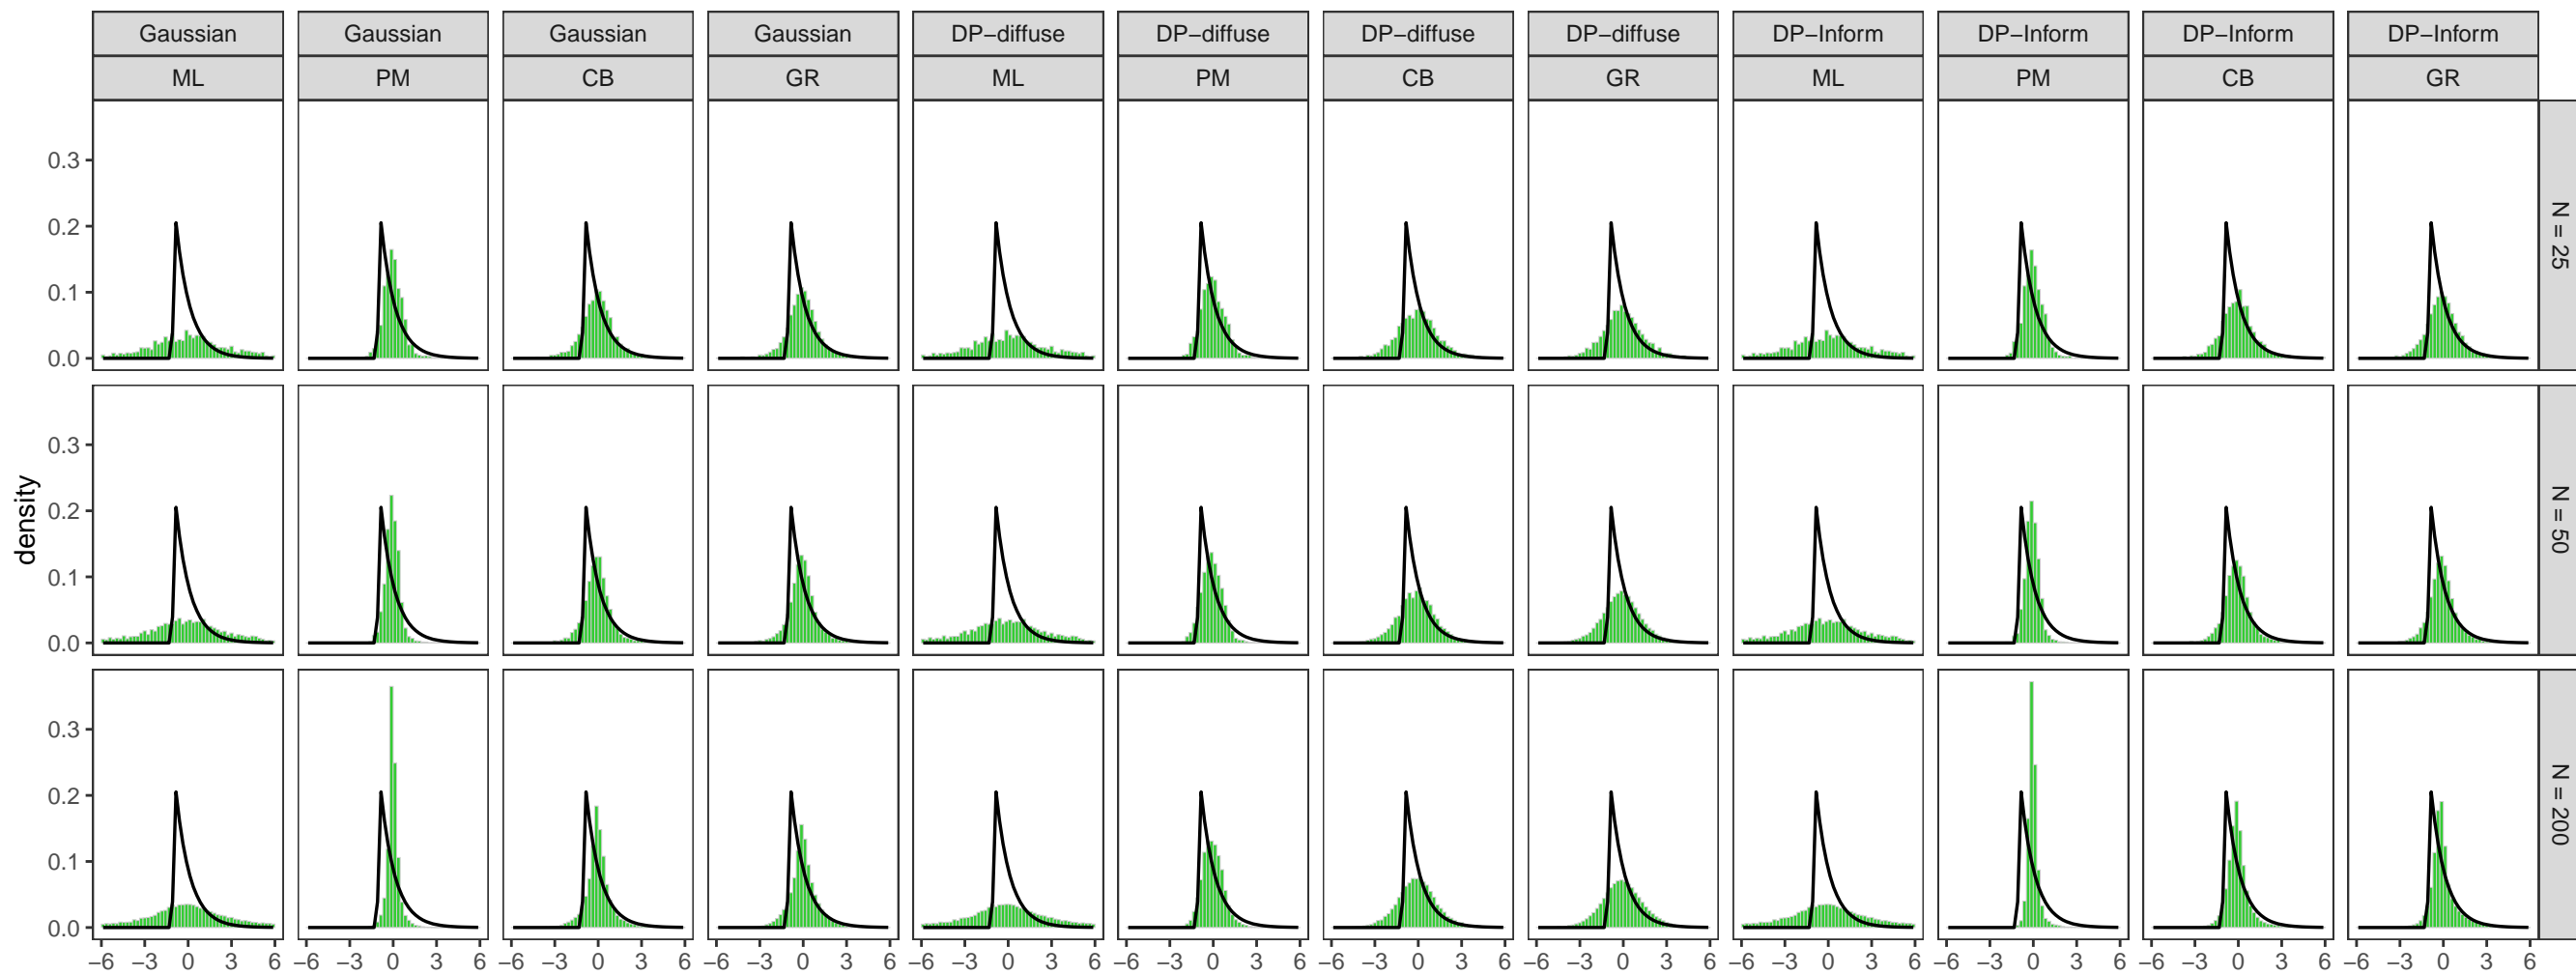 Gaussian Gaussian Gaussian Gaussian DP−diffuse DP−diffuse DP−diffuse DP−diffuse DP−Inform DP−Inform DP−Inform DP−Inform
ML PM CB GR ML PM CB GR ML PM CB GR
0.3
0.2
0.1
0.0
N = 25
0.3
0.2
0.1
0.0
N = 50
density
0.3
0.2
0.1
0.0
N = 200
−6 −3 0 3 6 −6 −3 0 3 6 −6 −3 0 3 6 −6 −3 0 3 6 −6 −3 0 3 6 −6 −3 0 3 6 −6 −3 0 3 6 −6 −3 0 3 6 −6 −3 0 3 6 −6 −3 0 3 6 −6 −3 0 3 6 −6 −3 0 3 6